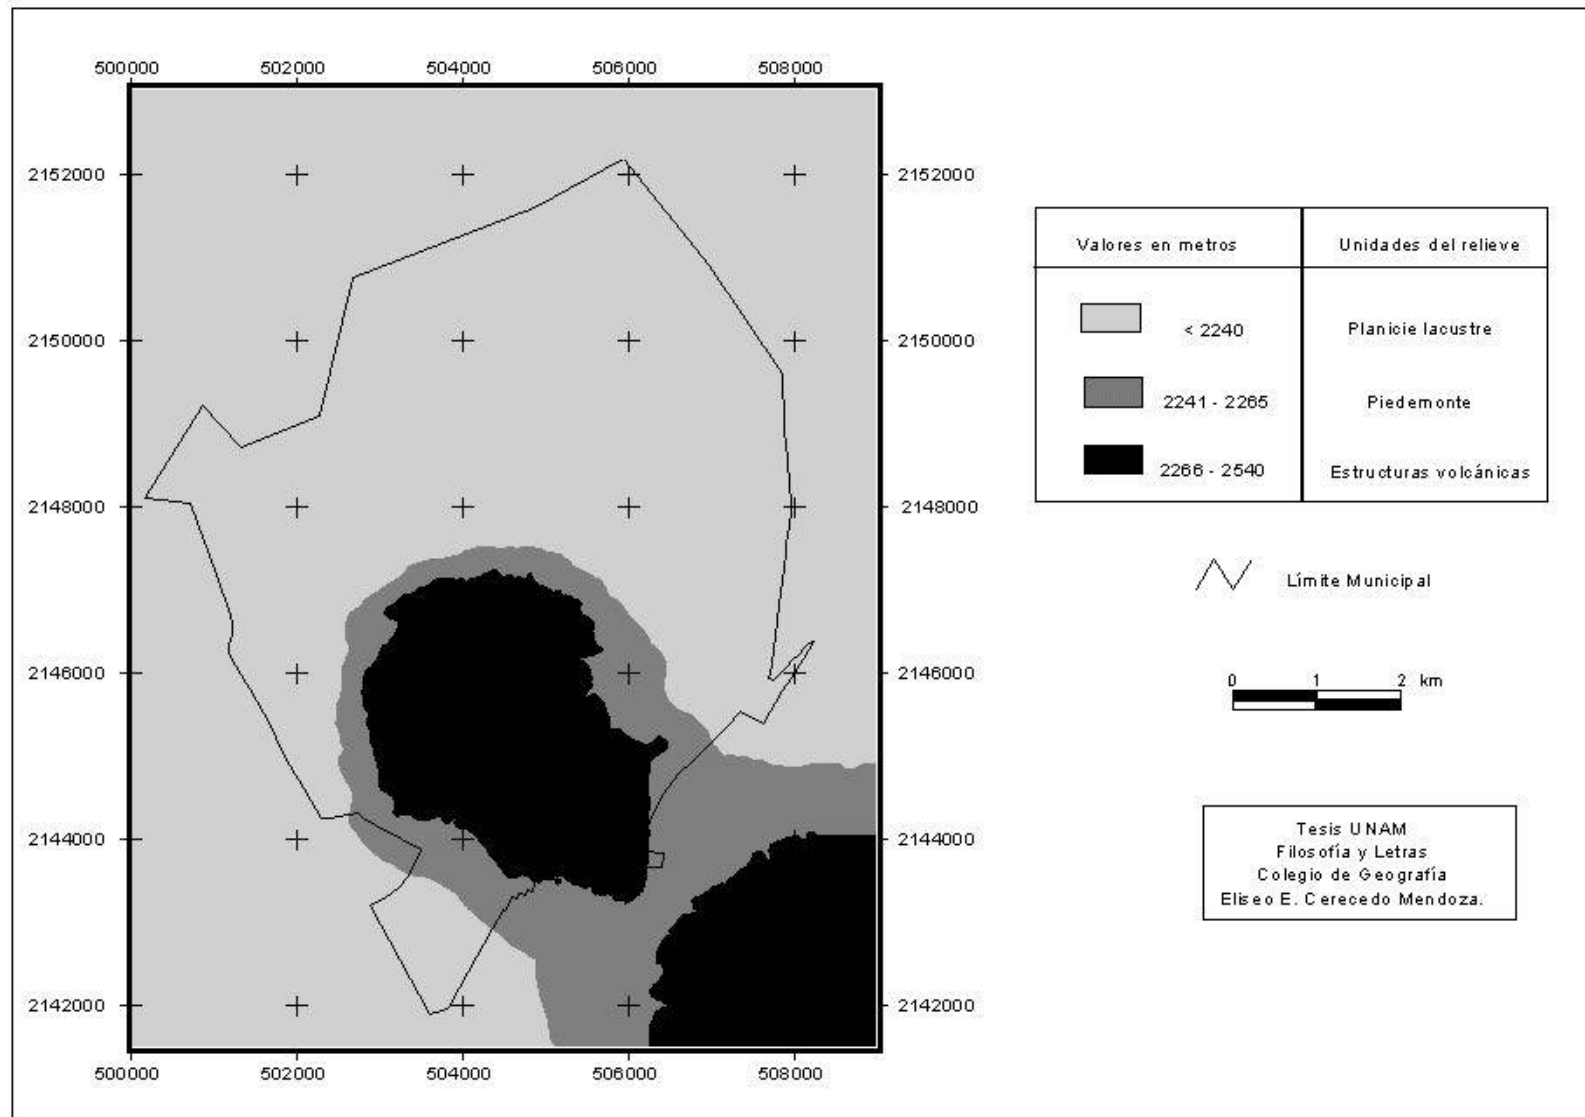 500000 502000 504000 506000 508000
2152000 2152000
2150000 2150000
2148000 2148000
2146000 2146000
2144000 2144000
2142000 2142000
500000 502000 504000 506000 508000
Valores en metros Unidades del relieve
< 2240 Planicie lacustre
2241 - 2265 Piedemonte
2266 - 2540 Estructuras volcánicas
Límite Municipal
0 1 2 km
Tesis UNAM
Filosofía y Letras
Colegio de Geografía
Eliseo E. Cerecedo Mendoza.